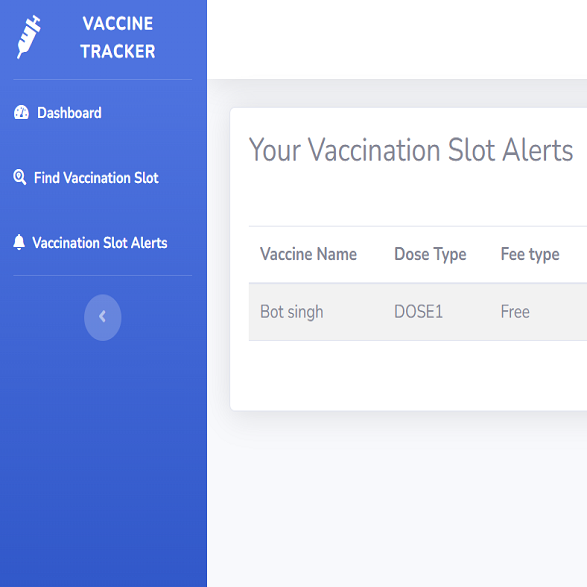 VACCINE
TRACKER
Dashboard
Find Vaccination Slot
Vaccination Slot Alerts
Your Vaccination Slot Alerts
Vaccine Name Dose Type Fee type
Bot singh DOSE1 Free